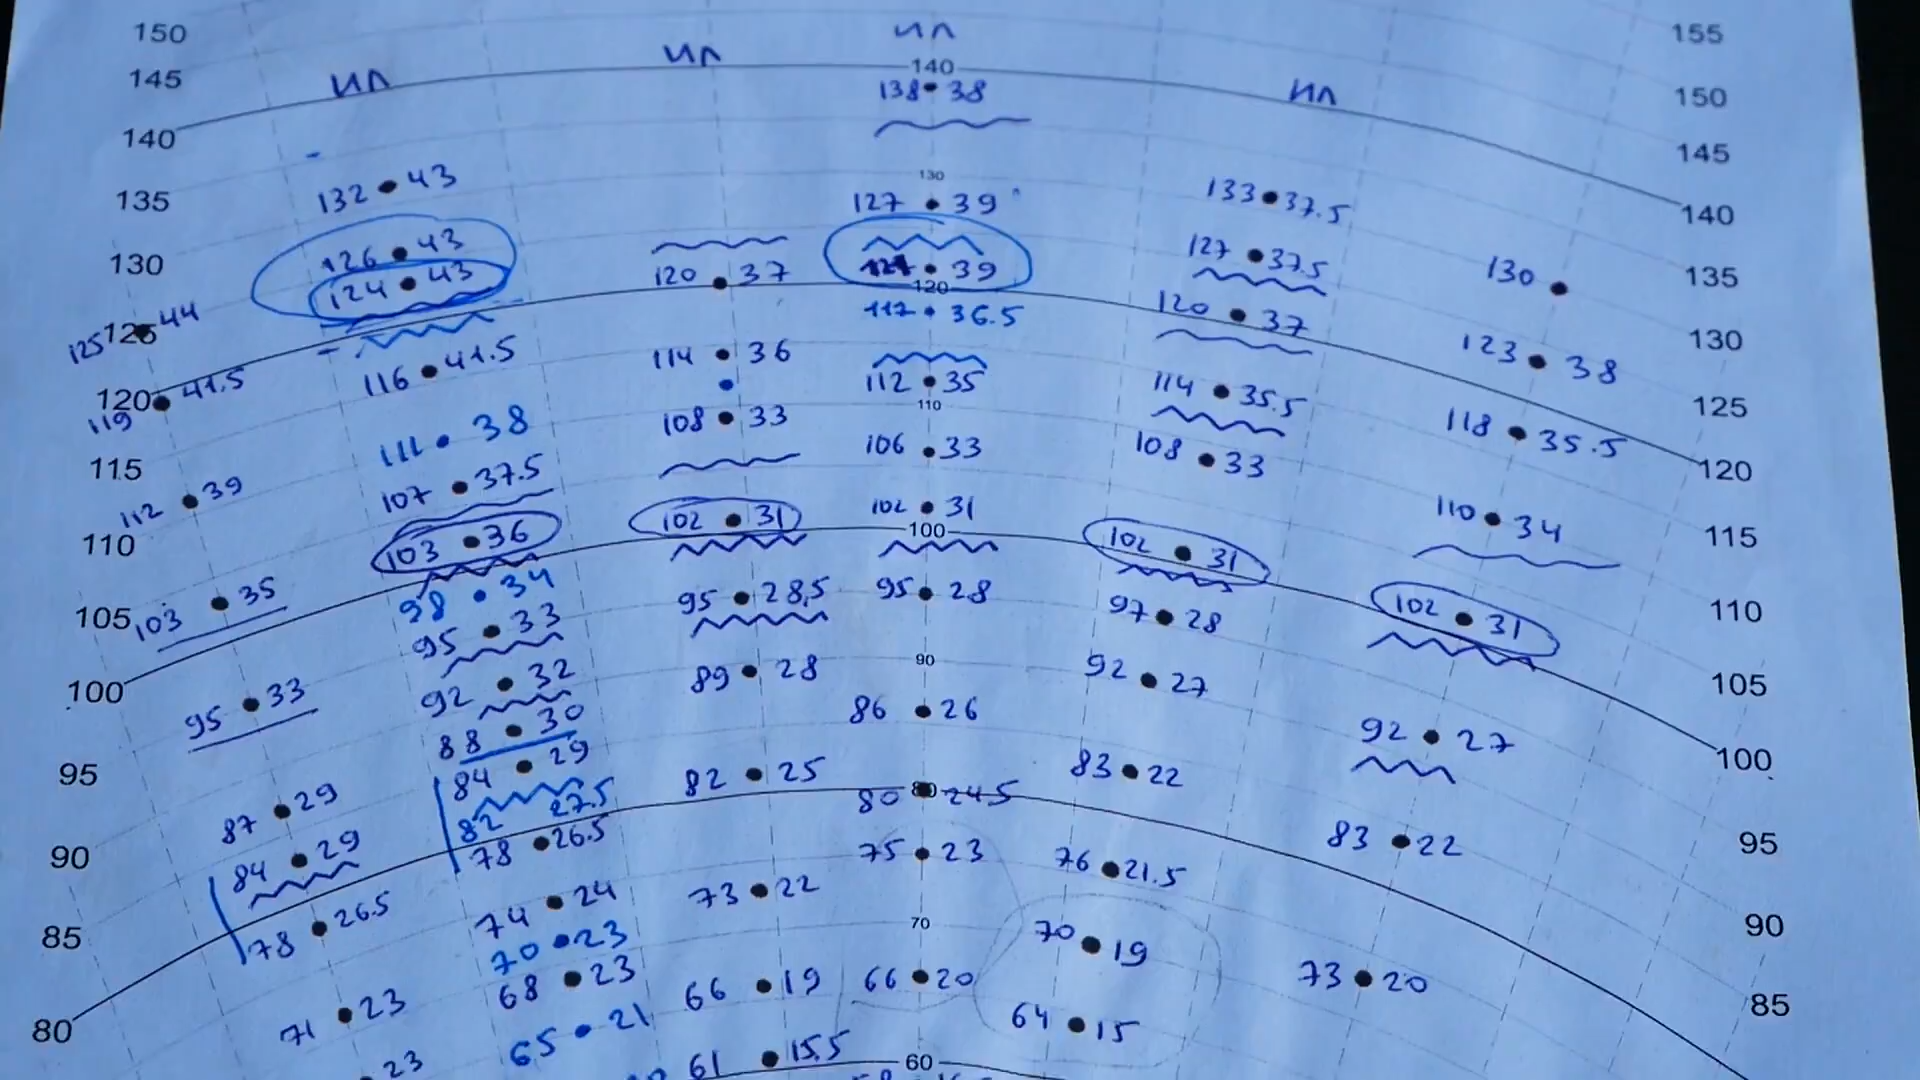 150 155
ил ил ил ил
145 140 150
138 • 38
140 145
132 • 43 130 133 • 37.5
135 127 • 39 140
126 • 43 127 • 37.5
130 120 • 37 39 130 • 135
124 • 43 120 120 • 37
125 44 117 • 36.5 130
116 • 41.5 114 • 36 123 • 38
120 • 41.5 112 • 35 114 • 35.5 125
119 110
111 • 38 108 • 33 118 • 35.5
115 106 • 33 108 • 33 120
107 • 37.5
112 • 39 102 • 31 102 • 31 110 • 34
110 103 • 36 100 102 • 31 115
98 • 34
103 • 35 95 • 28,5 95 • 28 102 • 31 110
105 95 • 33 97 • 28
92 • 32 89 • 28 90 92 • 27 105
100 88 • 30 86 • 26
95 • 33 92 • 27
95 84 • 29 82 • 25 83 • 22 100
82 27.5 80 • 24.5
87 • 29 78 • 26.5 75 • 23 83 • 22 95
90 84 • 29 76 • 21.5
74 • 24 73 • 22
85 78 • 26.5 70 • 23 70 70 • 19 90
68 • 23 66 • 19 66 • 20 73 • 20
80 71 • 23 65 • 21 64 • 15 85
23 61 • 15.5 60